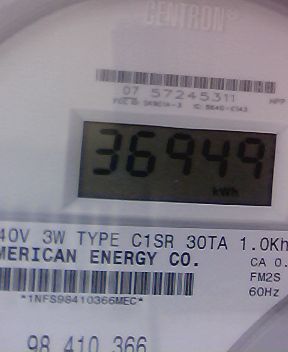 CENTRON®
07 57245311
36949
kWh
40V 3W TYPE C1SR 30TA 1.0Kh
MERICAN ENERGY CO.
CA 0.
FM2S
60Hz
*1NFS98410366MEC*
98 410 366